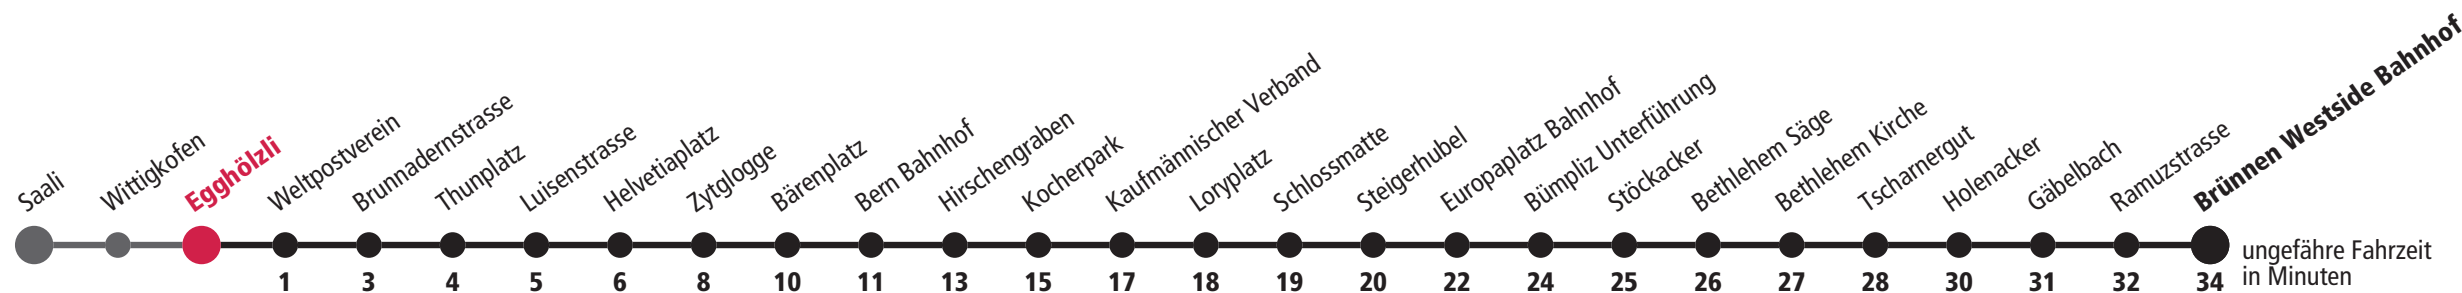 Saali
Wittigkofen
Egghölzli
Weltpostverein
Brunnadernstrasse
Thunplatz
Luisenstrasse
Helvetiaplatz
Zytglogge
Bärenplatz
Bern Bahnhof
Hirschengraben
Kocherpark
Kaufmännischer Verband
Loryplatz
Schlossmatte
Steigerhubel
Europaplatz Bahnhof
Bümpliz Unterführung
Stöckacker
Bethlehem Säge
Bethlehem Kirche
Tscharnergut
Holenacker
Gäbelbach
Ramuzstrasse
Brünnen Westside Bahnhof
1 3 4 5 6 8 10 11 13 15 17 18 19 20 22 24 25 26 27 28 30 31 32 34
ungefähre Fahrzeit
in Minuten